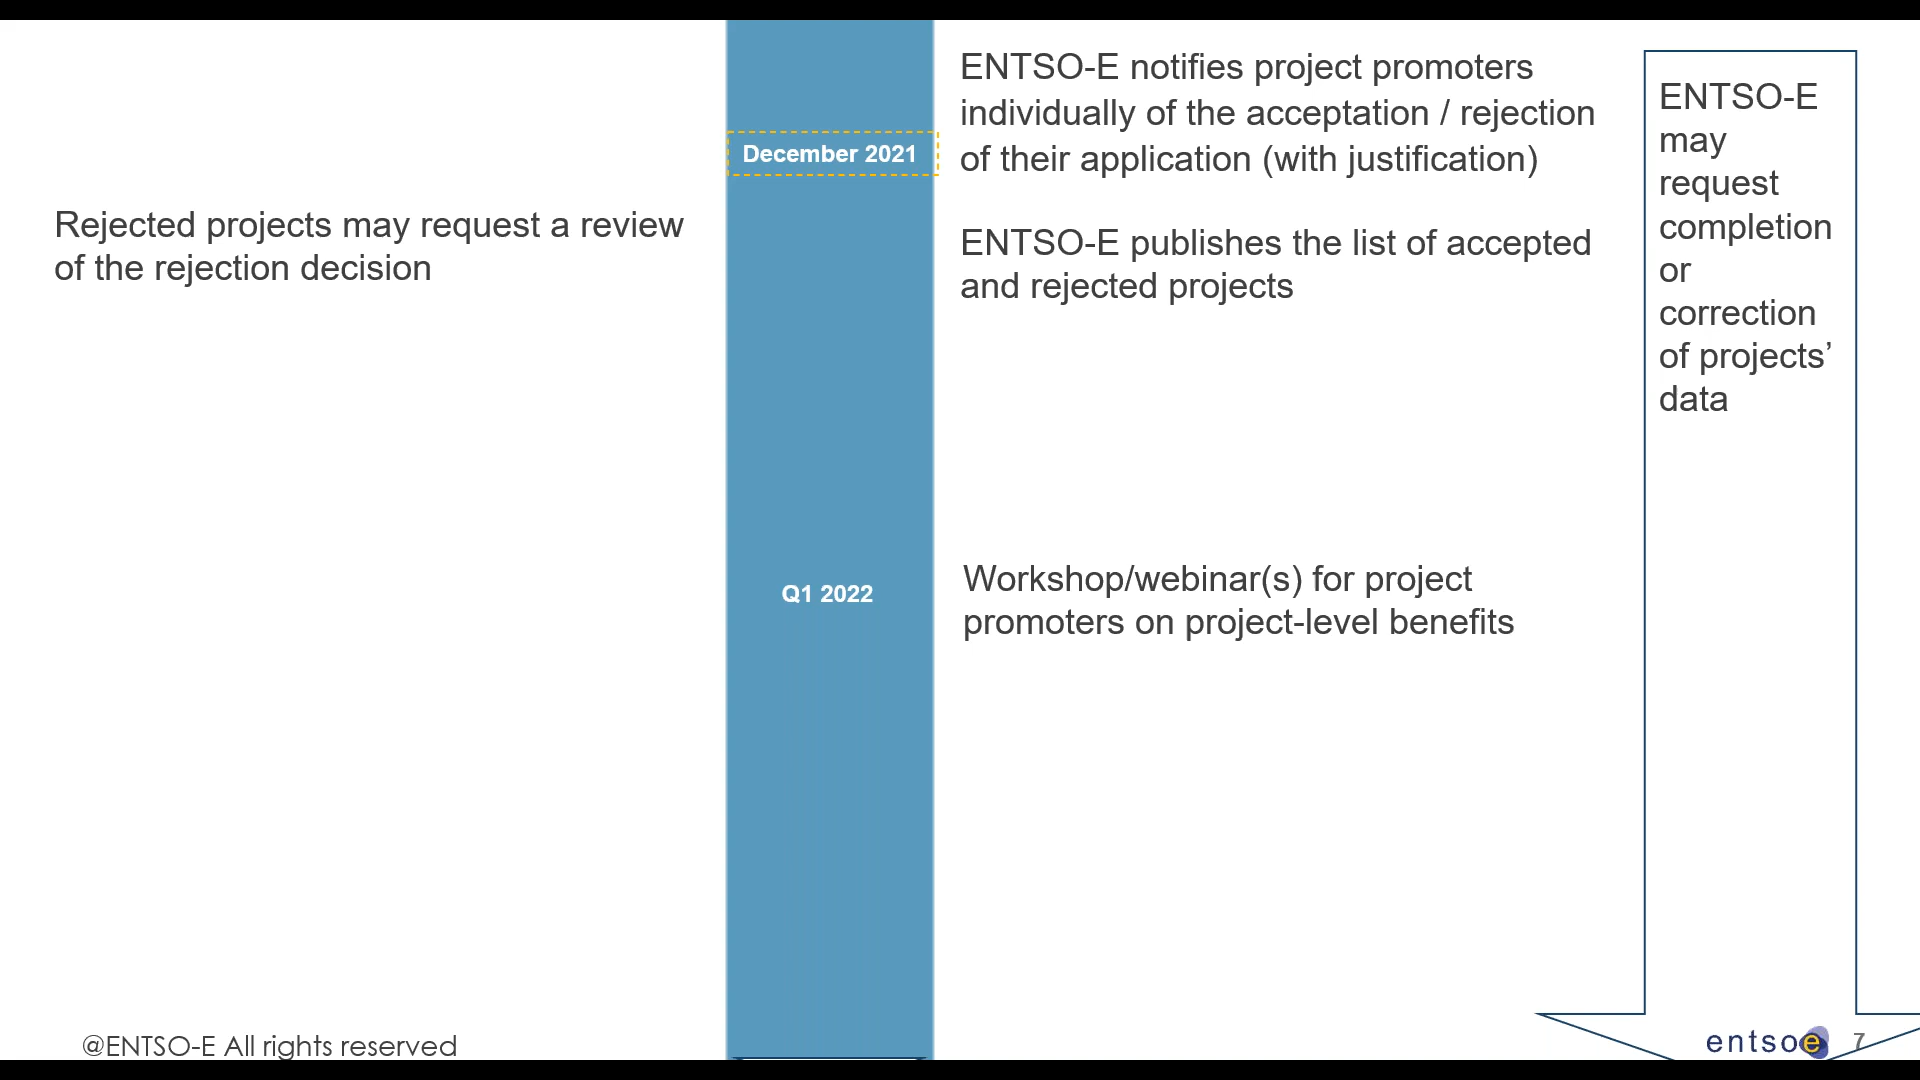 ENTSO-E notifies project promoters
individually of the acceptation / rejection
of their application (with justification)
December 2021
Rejected projects may request a review
of the rejection decision
ENTSO-E publishes the list of accepted
and rejected projects
ENTSO-E
may
request
completion
or
correction
of projects’
data
Q1 2022
Workshop/webinar(s) for project
promoters on project-level benefits
@ENTSO-E All rights reserved
entsoe
7